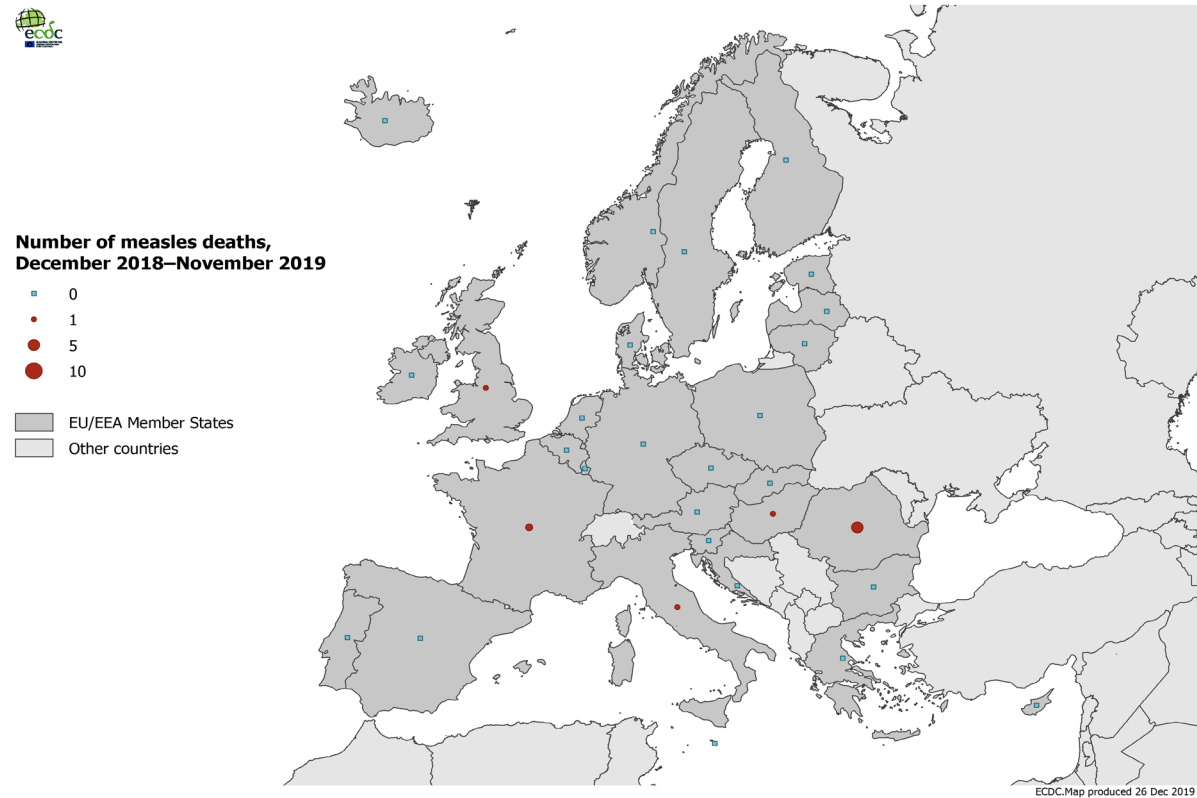 ecdc
Number of measles deaths,
December 2018–November 2019
0
1
5
10
EU/EEA Member States
Other countries
ECDC.Map produced 26 Dec 2019